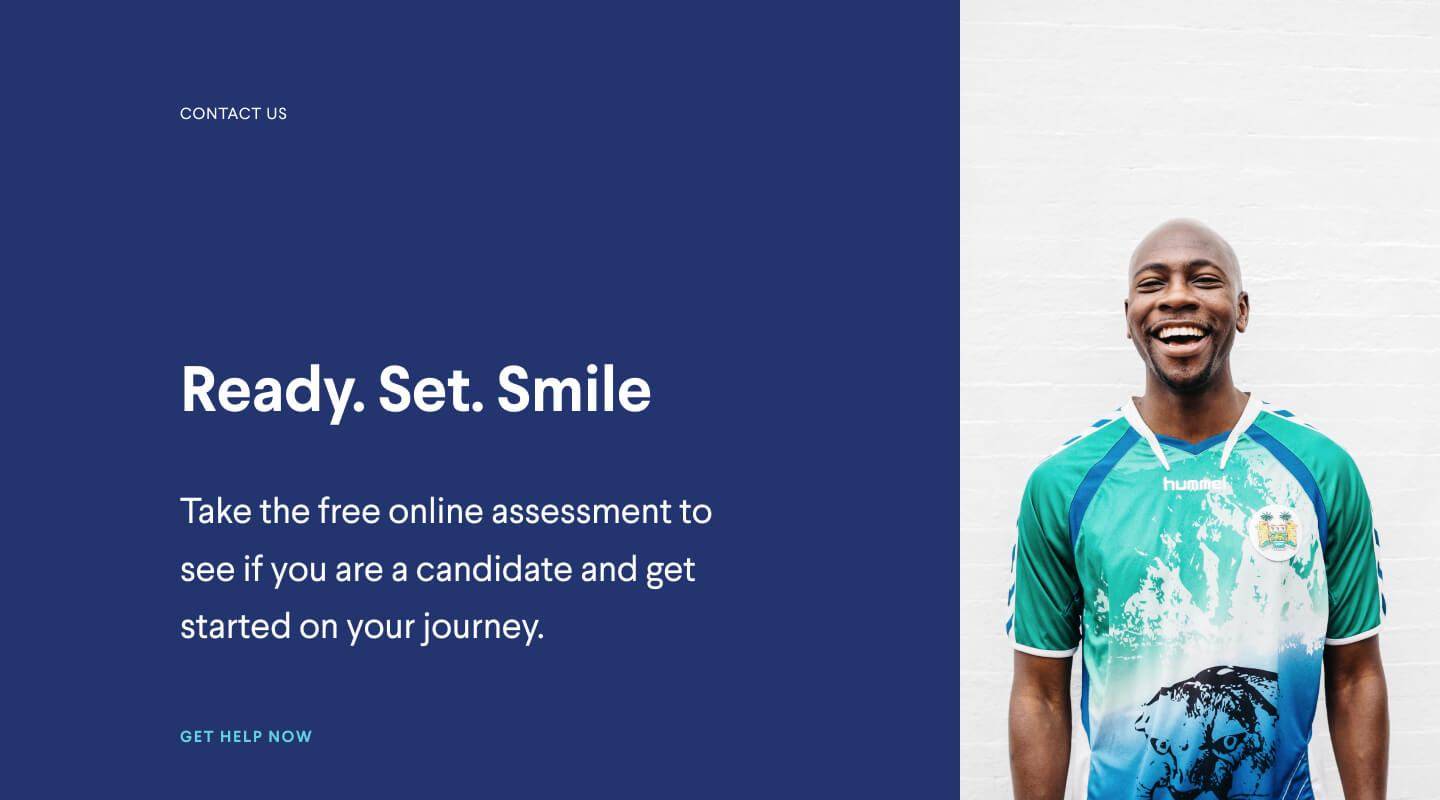 CONTACT US
Ready. Set. Smile
Take the free online assessment to
see if you are a candidate and get
started on your journey.
GET HELP NOW
hummel